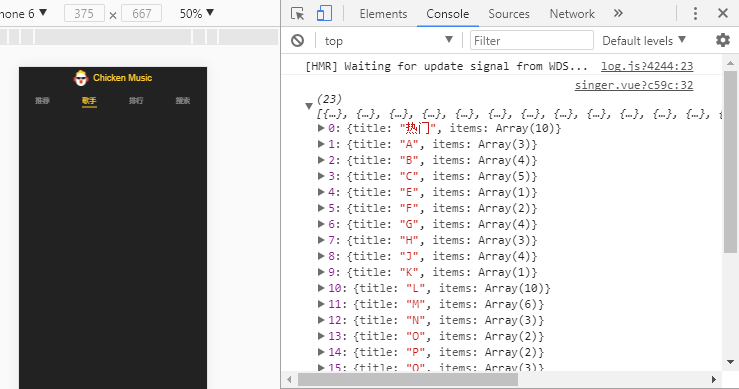 none 6 375 × 667 50%
Elements Console Sources Network »
top Filter Default levels
[HMR] Waiting for update signal from WDS... log.js?4244:23
Chicken Music
singer.vue?c59c:32
推荐 歌手 排行 搜索
(23)
[{…}, {…}, {…}, {…}, {…}, {…}, {…}, {…}, {…}, {…}, {…}, {
0: {title: "热门", items: Array(10)}
1: {title: "A", items: Array(3)}
2: {title: "B", items: Array(4)}
3: {title: "C", items: Array(5)}
4: {title: "E", items: Array(1)}
5: {title: "F", items: Array(2)}
6: {title: "G", items: Array(4)}
7: {title: "H", items: Array(3)}
8: {title: "J", items: Array(4)}
9: {title: "K", items: Array(1)}
10: {title: "L", items: Array(10)}
11: {title: "M", items: Array(6)}
12: {title: "N", items: Array(3)}
13: {title: "O", items: Array(2)}
14: {title: "P", items: Array(2)}
15: {title: "Q", items: Array(3)}